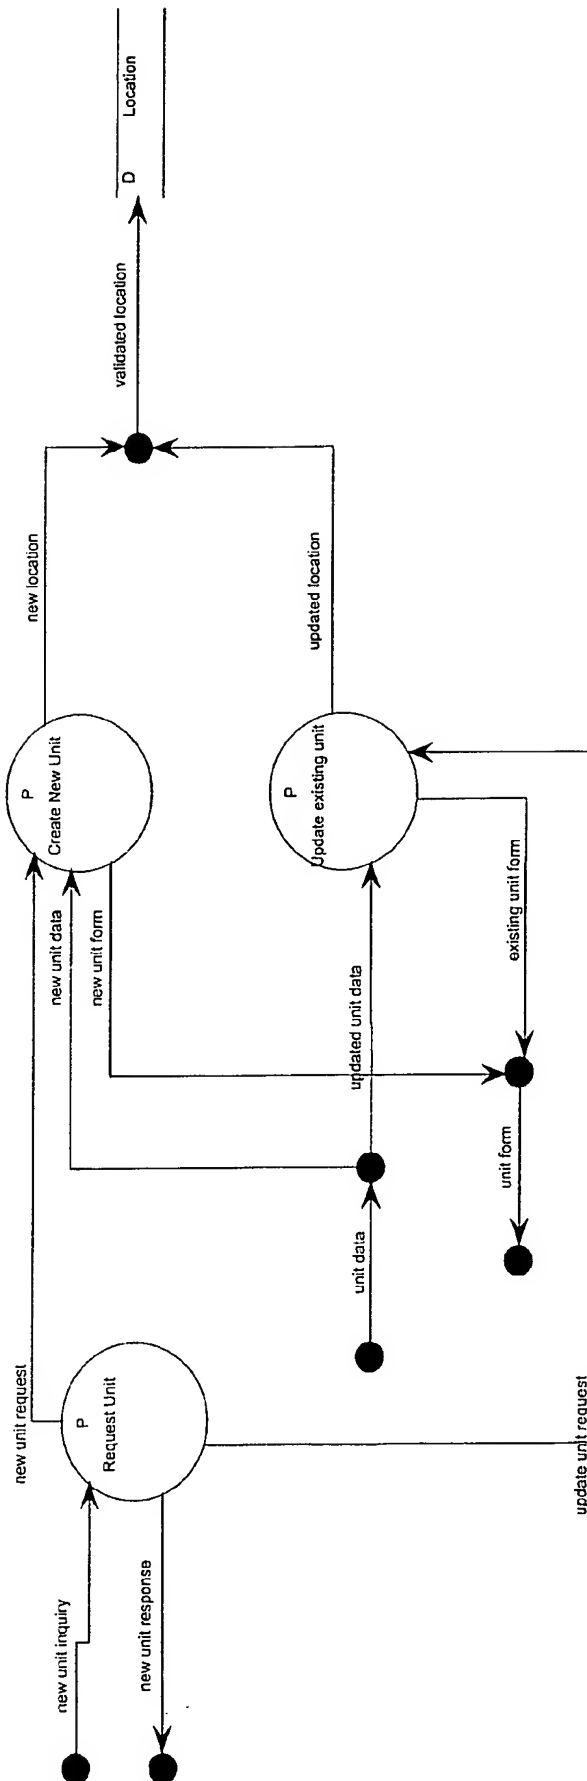 D Location
validated location
new location
updated location
P
Create New Unit
P
Update existing unit
new unit data
new unit form
updated unit data
existing unit form
unit data
unit form
new unit request
P
Request Unit
update unit request
new unit inquiry
new unit response